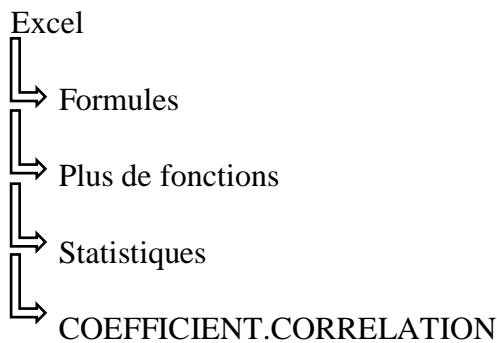 Excel
Formules
Plus de fonctions
Statistiques
COEFFICIENT.CORRELATION